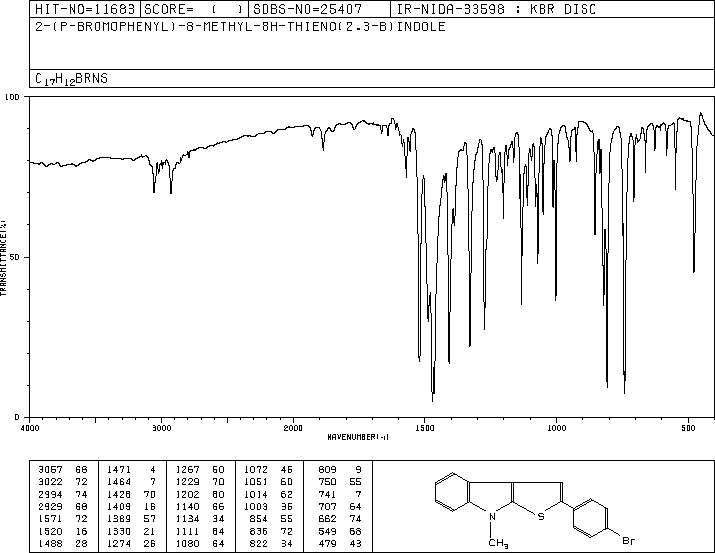 HIT-NO=11683 SCORE= ( ) SDBS-NO=25407 IR-NIDA-33598 : KBR DISC
2-(P-BROMOPHENYL)-8-METHYL-8H-THIENO(2,3-B)INDOLE
C17H12BRNS
100
50
0
TRANSMITTANCE(%)
4000 3000 2000 1500 1000 500
WAVENUMBER(-1)
3067 68 1471 4 1267 60 1072 46 809 9
3022 72 1464 7 1229 70 1051 60 750 55
2994 74 1428 70 1202 60 1014 62 741 7
2929 68 1409 16 1140 66 1003 36 707 64
1571 72 1389 57 1134 34 854 55 662 74
1520 16 1330 21 1111 64 836 72 549 68
1488 28 1274 26 1080 64 822 34 479 43
N
CH3
S
Br